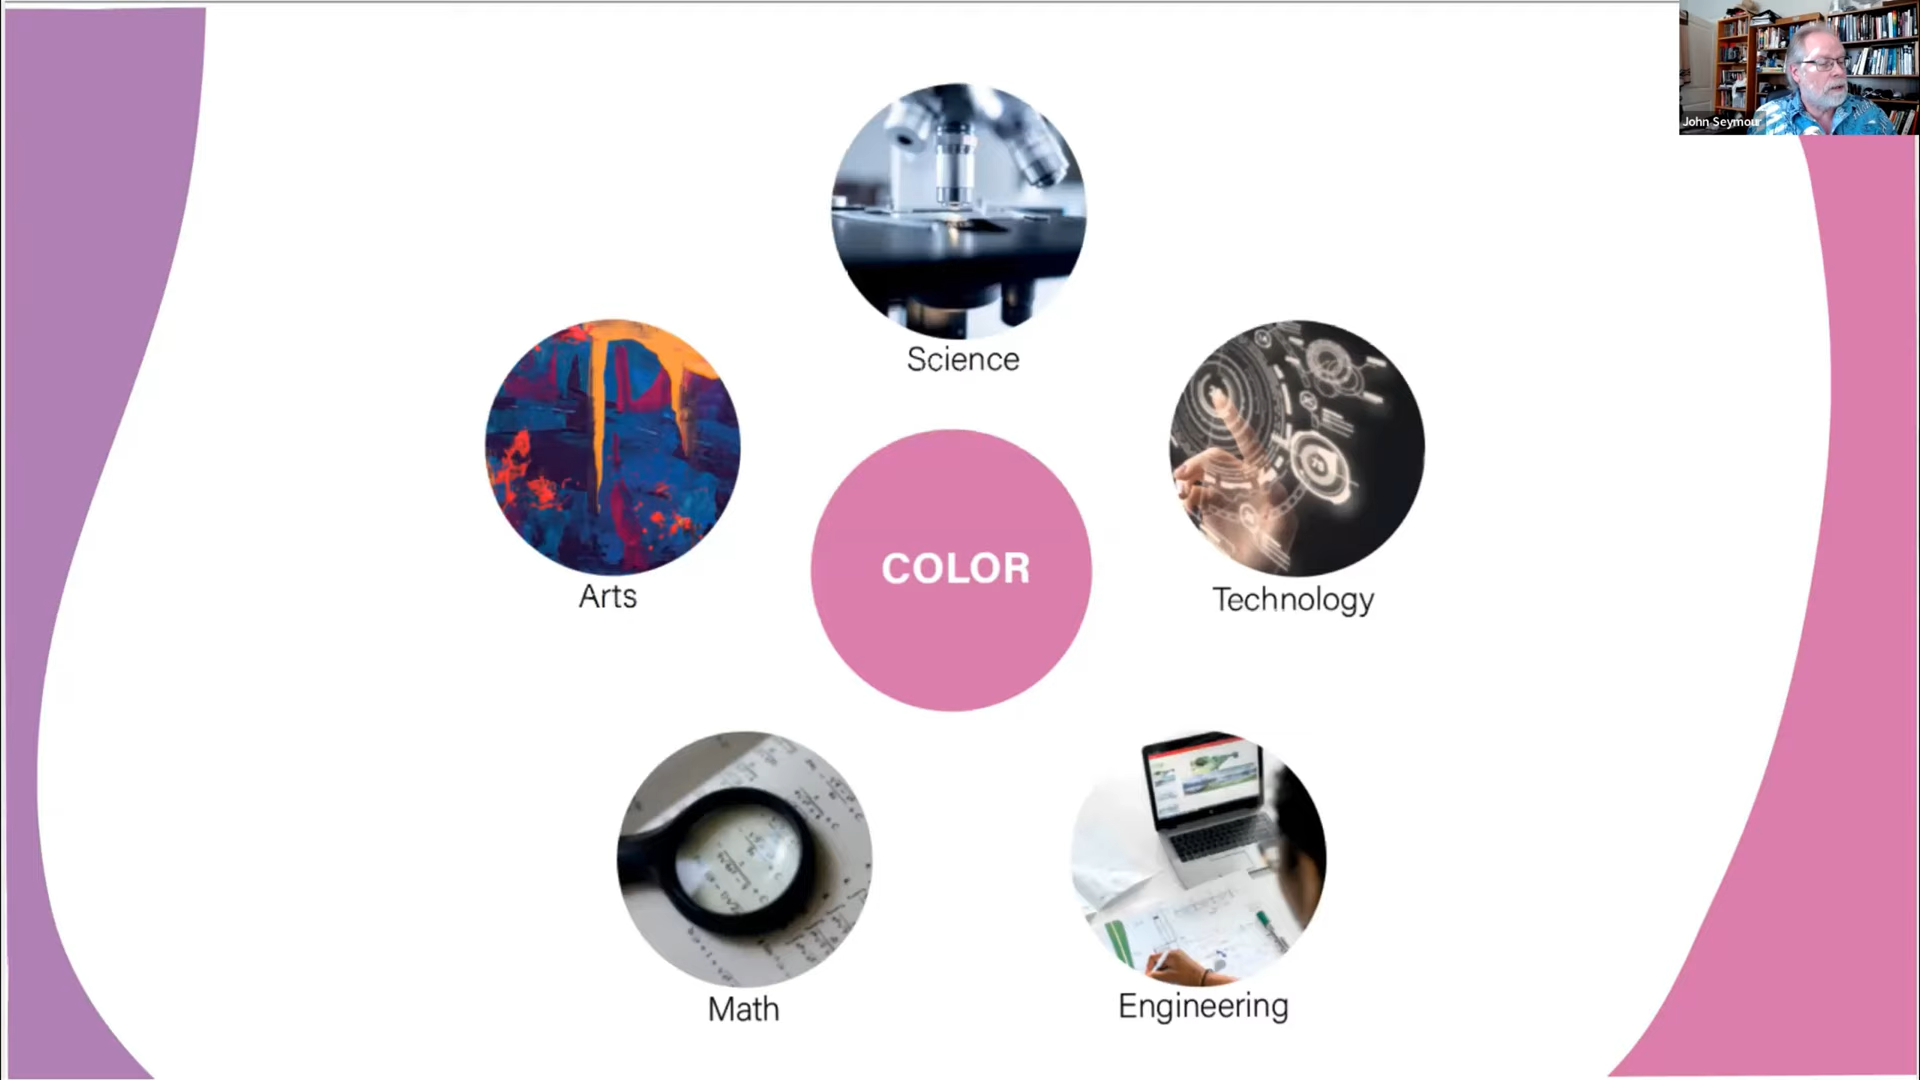 John Seymour
Science
Arts
COLOR
Technology
Math
Engineering